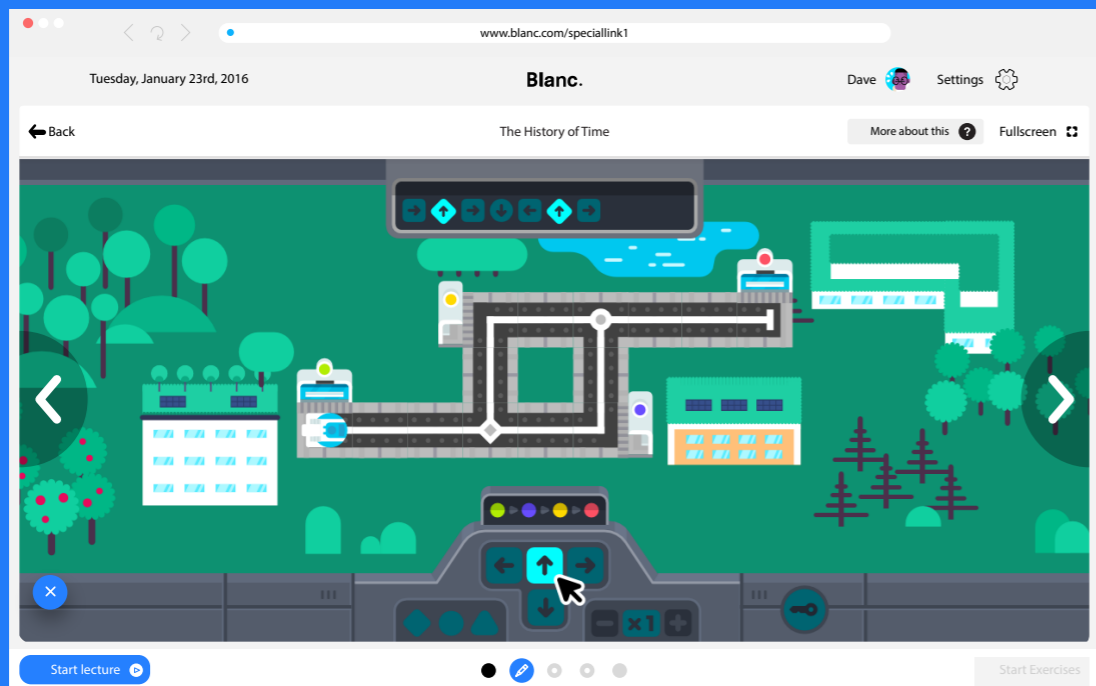 www.blanc.com/speciallink1
Tuesday, January 23rd, 2016
Blanc.
Dave
Settings
Back
The History of Time
More about this ?
Fullscreen
x1
Start lecture
Start Exercises